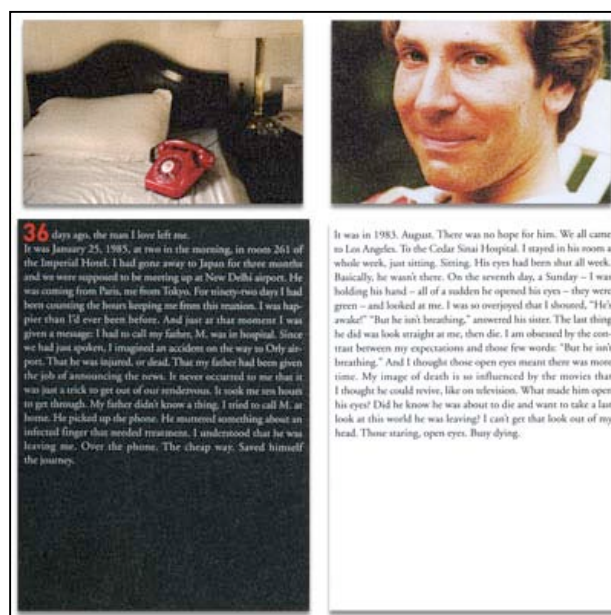 36 days ago, the man I love left me.
It was January 25, 1985, at two in the morning, in room 261 of
the Imperial Hotel. I had gone away to Japan for three months
and we were supposed to be meeting up at New Delhi airport. He
was coming from Paris, me from Tokyo. For ninety-two days I had
been counting the hours keeping me from this reunion. I was hap-
pier than I'd ever been before. And just at that moment I was
given a message: I had to call my father, M. was in hospital. Since
we had just spoken, I imagined an accident on the way to Orly air-
port. That he was injured, or dead. That my father had been given
the job of announcing the news. It never occurred to me that it
was just a trick to get out of our rendezvous. It took me ten hours
to get through. My father didn't know a thing. I tried to call M. at
home. He picked up the phone. He muttered something about an
infected finger that needed treatment. I understood that he was
leaving me. Over the phone. The cheap way. Saved himself
the journey.
It was in 1983. August. There was no hope for him. We all came
to Los Angeles. To the Cedar Sinai Hospital. I stayed in his room a
whole week, just sitting. Sitting. His eyes had been shut all week.
Basically, he wasn't there. On the seventh day, a Sunday – I was
holding his hand – all of a sudden he opened his eyes – they were
green – and looked at me. I was so overjoyed that I shouted, "He's
awake!" "But he isn't breathing," answered his sister. The last thing
he did was look straight at me, then die. I am obsessed by the con-
trast between my expectations and those few words: "But he isn't
breathing." And I thought those open eyes meant there was more
time. My image of death is so influenced by the movies that
I thought he could revive, like on television. What made him open
his eyes? Did he know he was about to die and want to take a last
look at this world he was leaving? I can't get that look out of my
head. Those staring, open eyes. Busy dying.